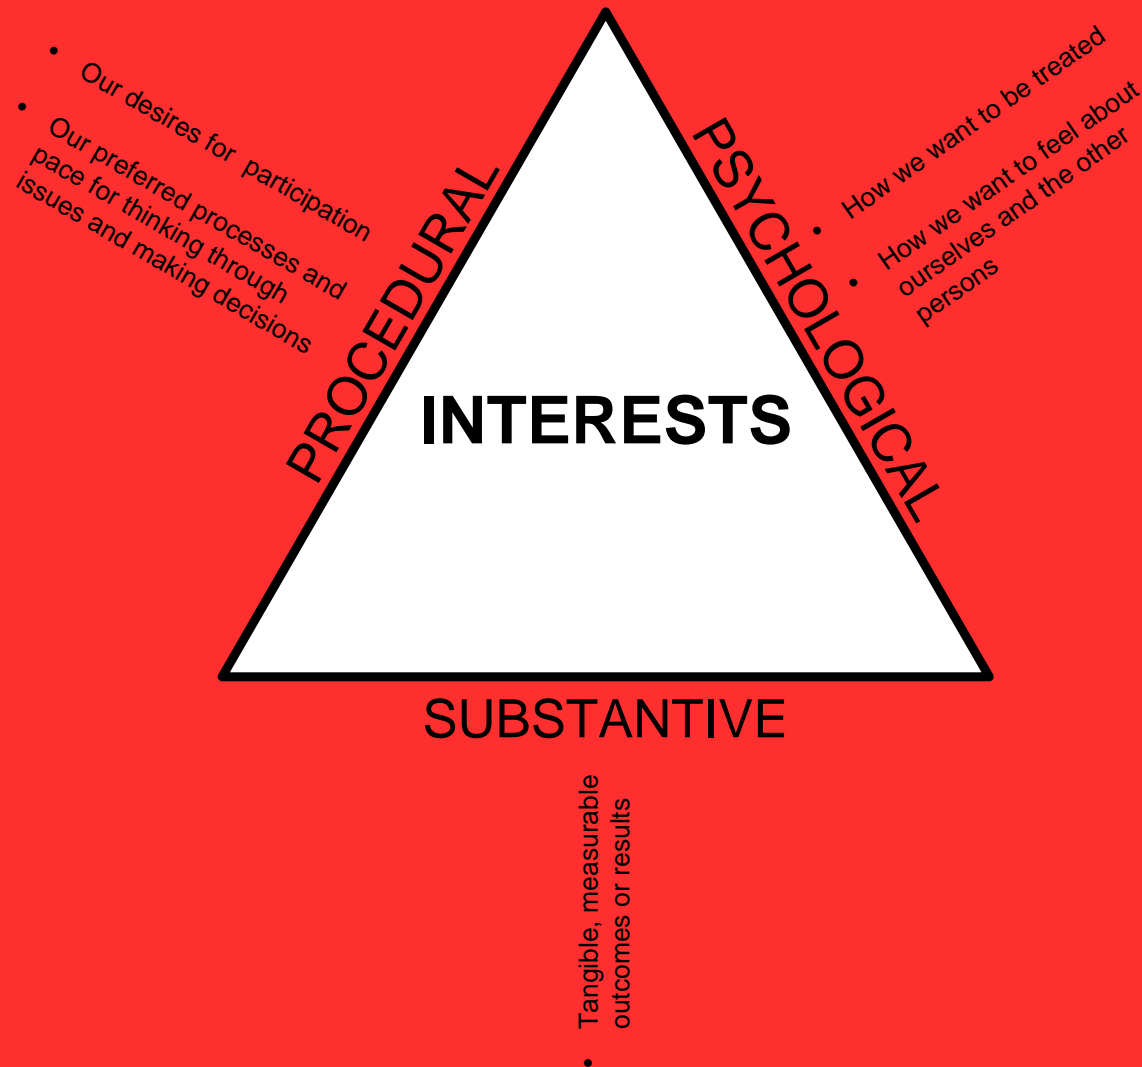 • Our desires for participation
• Our preferred processes and
pace for thinking through
issues and making decisions
PROCEDURAL
PSYCHOLOGICAL
• How we want to be treated
• How we want to feel about
ourselves and the other
persons
INTERESTS
SUBSTANTIVE
• Tangible, measurable
outcomes or results